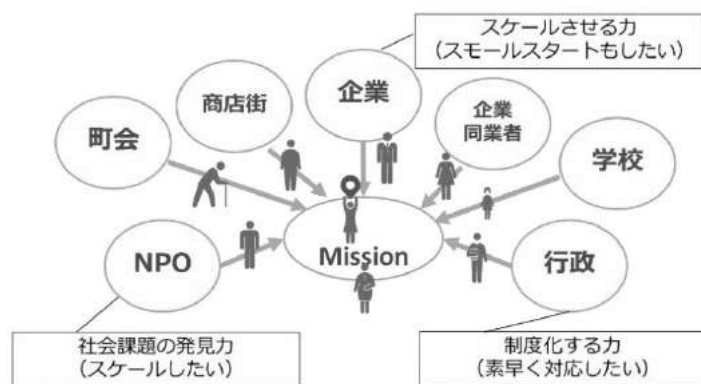 スケールさせる力
（スモールスタートもしたい）
企業
商店街
企業
同業者
町会
学校
Mission
NPO
行政
社会課題の発見力
（スケールしたい）
制度化する力
（素早く対応したい）